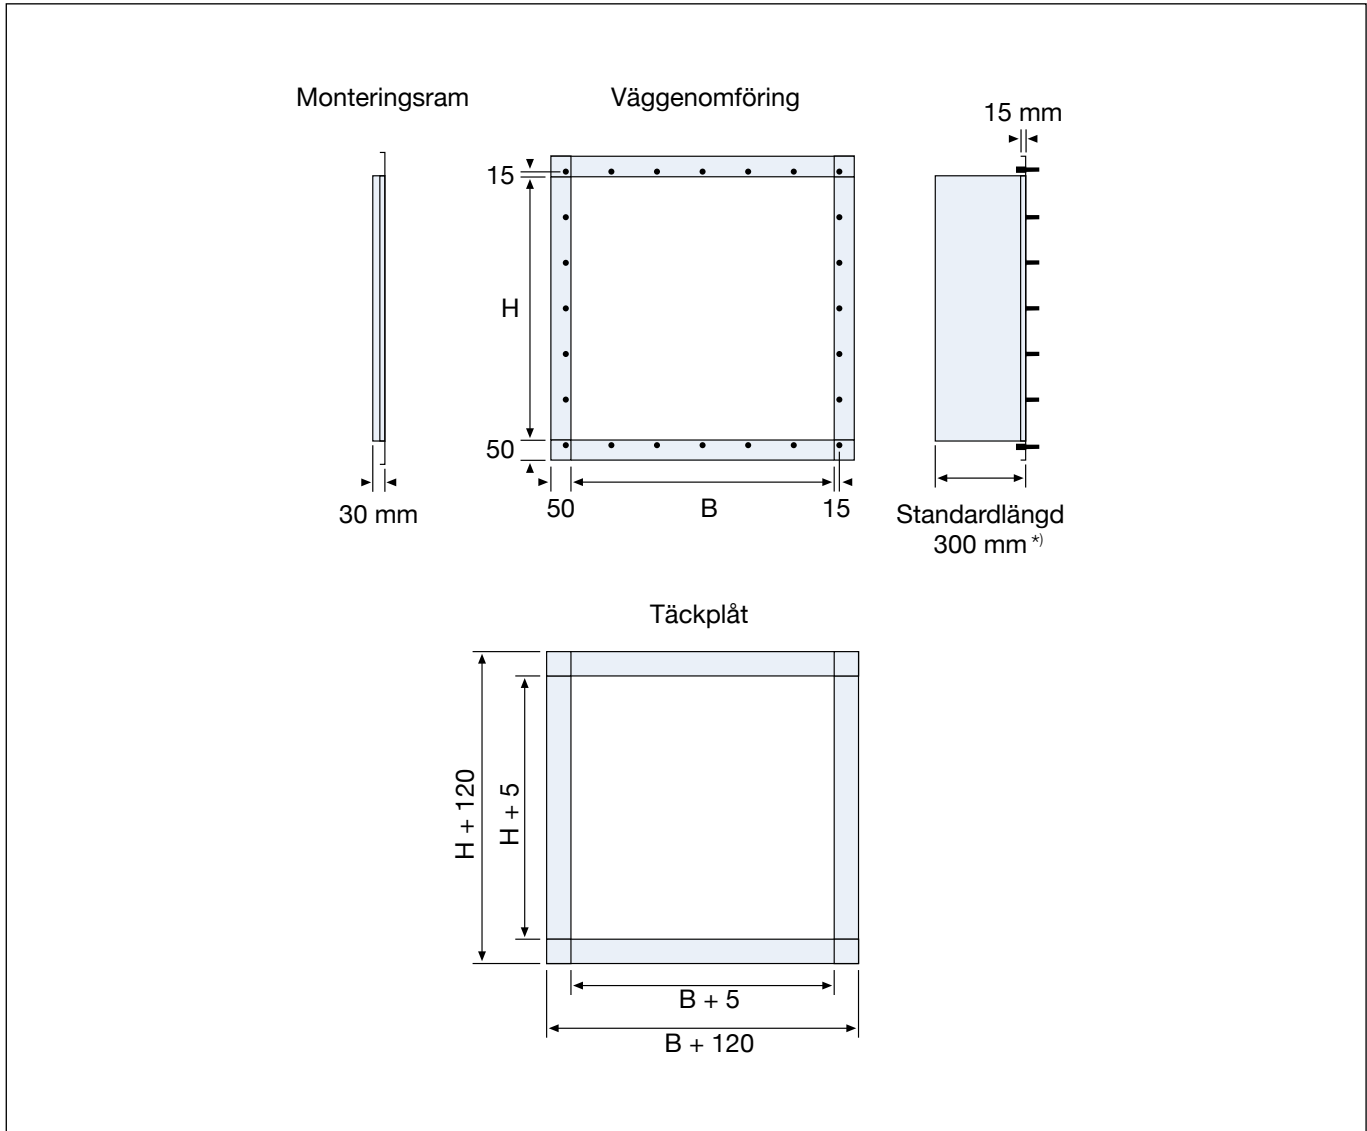 Monteringsram
Väggenomföring
15 mm
15
H
50
50
B
15
30 mm
Standardlängd
300 mm *)
Täckplåt
H + 120
H + 5
B + 5
B + 120